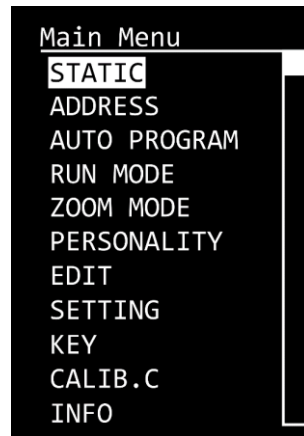 Main Menu
STATIC
ADDRESS
AUTO PROGRAM
RUN MODE
ZOOM MODE
PERSONALITY
EDIT
SETTING
KEY
CALIB.C
INFO